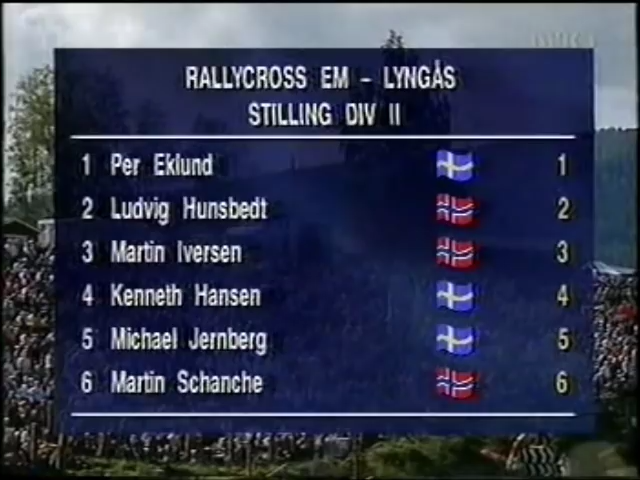 RALLYCROSS EM - LYNGÅS
STILLING DIV II
1 Per Eklund 1
2 Ludvig Hunsbedt 2
3 Martin Iversen 3
4 Kenneth Hansen 4
5 Michael Jernberg 5
6 Martin Schanche 6